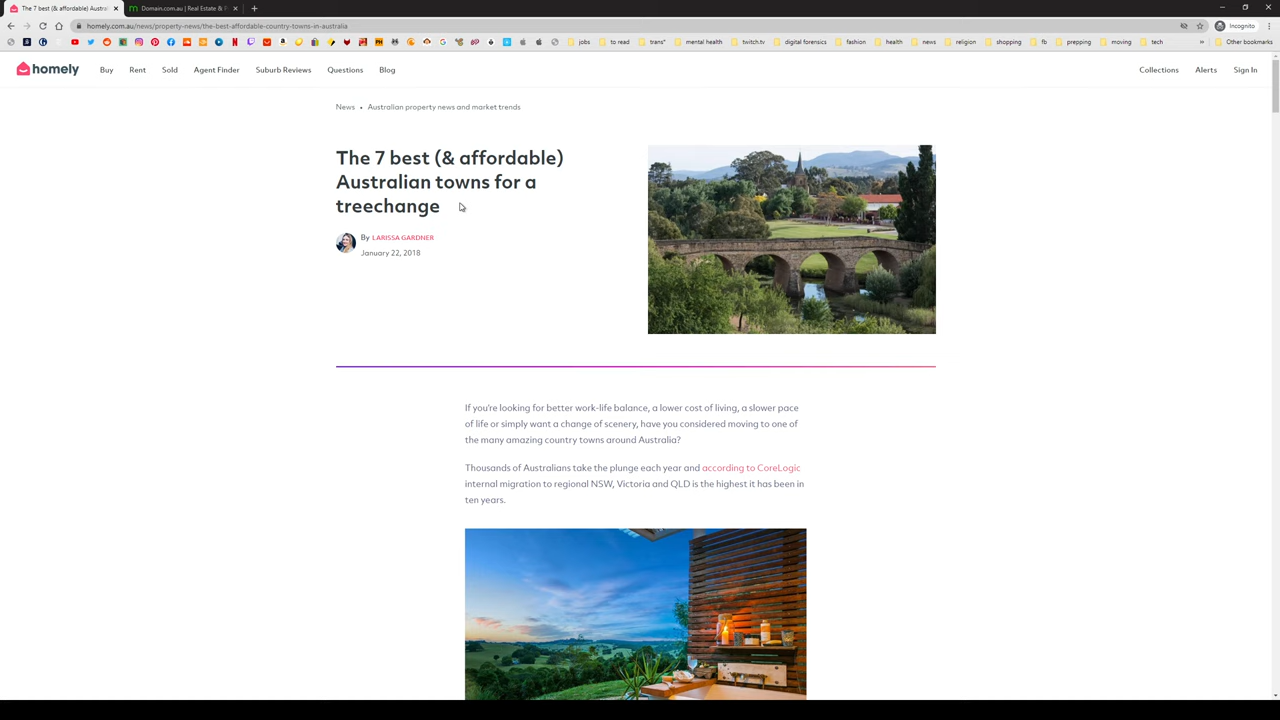 The 7 best (& affordable) Austral
Domain.com.au | Real Estate & P
homely.com.au/news/property-news/the-best-affordable-country-towns-in-australia
Incognito
jobs
to read
trans*
mental health
twitch.tv
digital forensics
fashion
health
news
religion
shopping
fb
prepping
moving
tech
»
Other bookmarks
homely
Buy
Rent
Sold
Agent Finder
Suburb Reviews
Questions
Blog
Collections
Alerts
Sign In
News • Australian property news and market trends
The 7 best (& affordable)
Australian towns for a
treechange
By LARISSA GARDNER
January 22, 2018
If you're looking for better work-life balance, a lower cost of living, a slower pace
of life or simply want a change of scenery, have you considered moving to one of
the many amazing country towns around Australia?
Thousands of Australians take the plunge each year and according to CoreLogic
internal migration to regional NSW, Victoria and QLD is the highest it has been in
ten years.